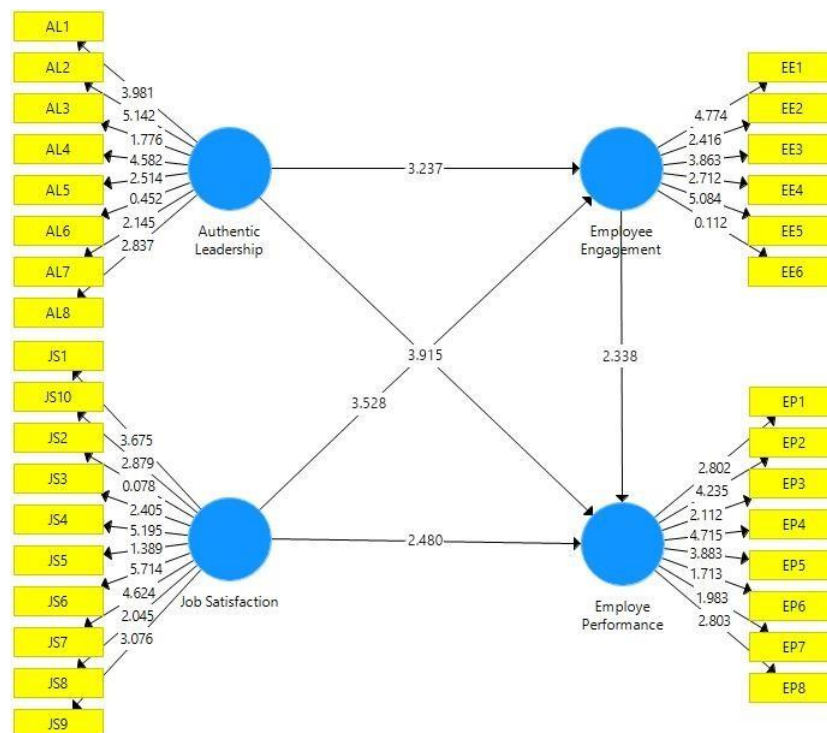 AL1
AL2
AL3
AL4
AL5
AL6
AL7
AL8
3.981
5.142
1.776
4.582
2.514
0.452
2.145
2.837
Authentic
Leadership
3.237
Employee
Engagement
4.774
2.416
3.863
2.712
5.084
0.112
EE1
EE2
EE3
EE4
EE5
EE6
3.915
3.528
2.338
JS1
JS10
JS2
JS3
JS4
JS5
JS6
JS7
JS8
JS9
3.675
2.879
0.078
2.405
5.195
1.389
5.714
4.624
2.045
3.076
Job Satisfaction
2.480
Employe
Performance
2.802
4.235
2.112
4.715
3.883
1.713
1.983
2.803
EP1
EP2
EP3
EP4
EP5
EP6
EP7
EP8